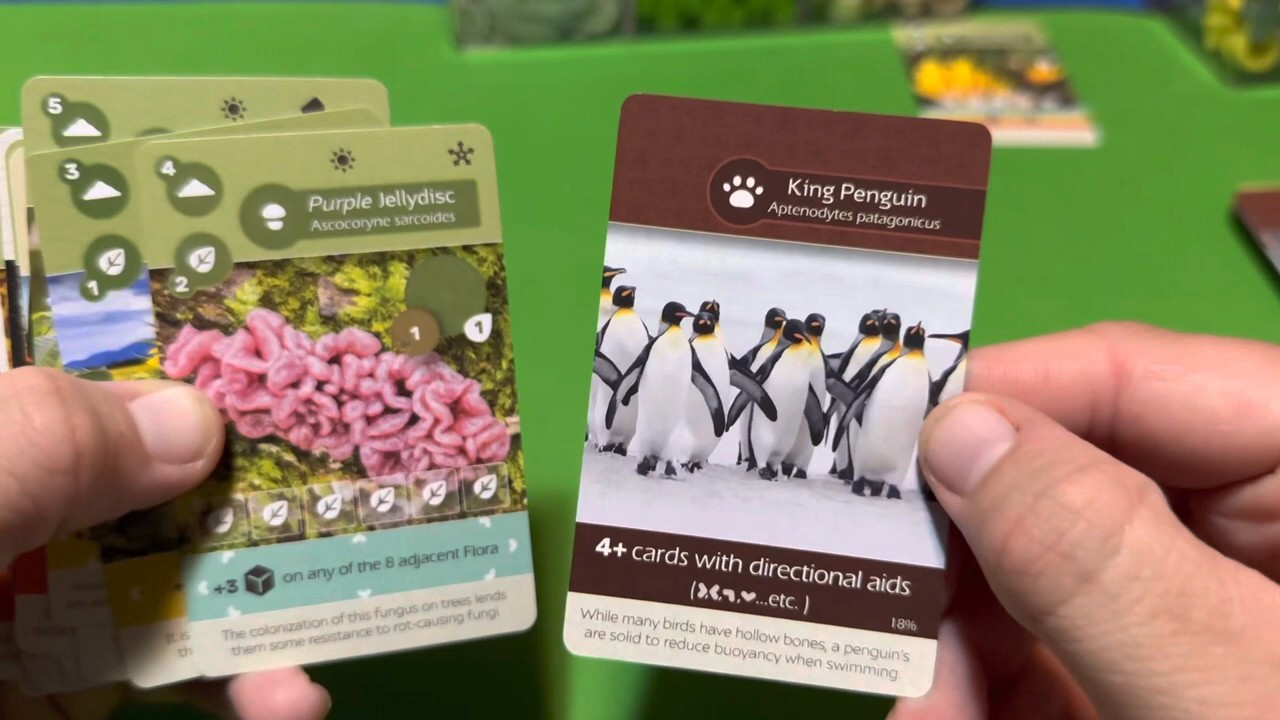 5
3
4
Purple Jellydisc
Ascocoryne sarcoides
1
2
1
1
+3 on any of the 8 adjacent Flora
The colonization of this fungus on trees lends
them some resistance to rot-causing fungi
th
King Penguin
Aptenodytes patagonicus
4+ cards with directional aids
(...etc. )
18%
While many birds have hollow bones, a penguin's
are solid to reduce buoyancy when swimming.